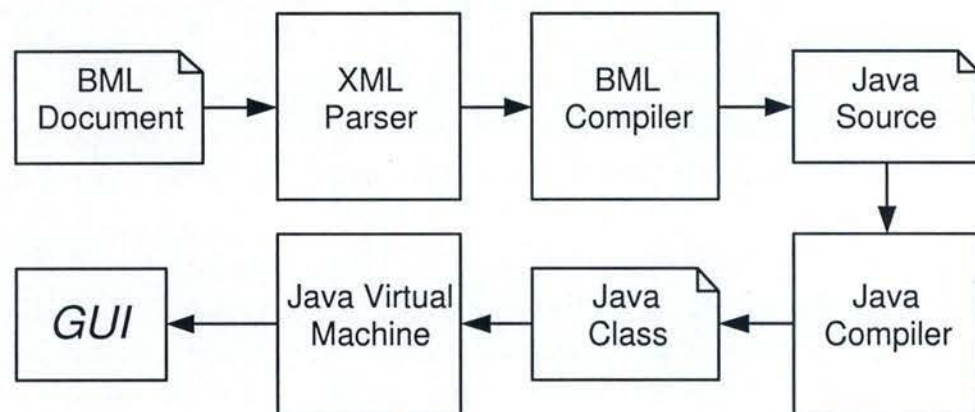 BML
Document
XML
Parser
BML
Compiler
Java
Source
Java
Compiler
Java
Class
Java Virtual
Machine
GUI